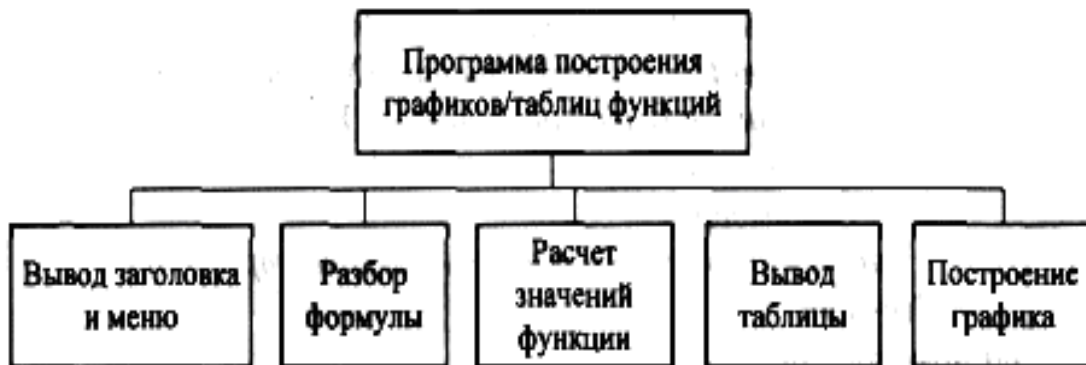 Программа построения
графиков/таблиц функций
Вывод заголовка
и меню
Разбор
формулы
Расчет
значений
функции
Вывод
таблицы
Построение
графика